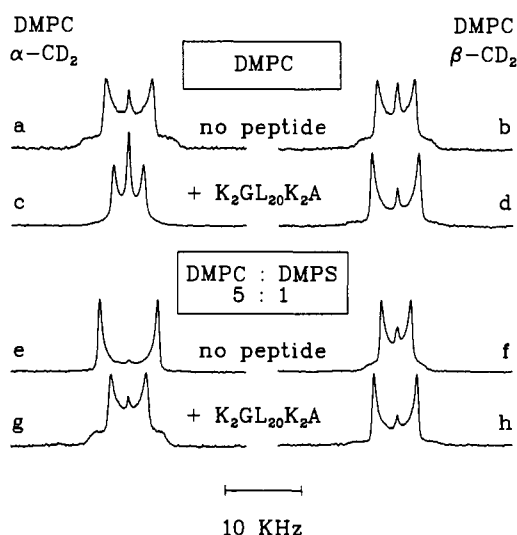 DMPC
α-CD₂
DMPC
DMPC
β-CD₂
a
no peptide
b
c
+ K₂GL₂₀K₂A
d
DMPC : DMPS
5 : 1
e
no peptide
f
g
+ K₂GL₂₀K₂A
h
10 KHz